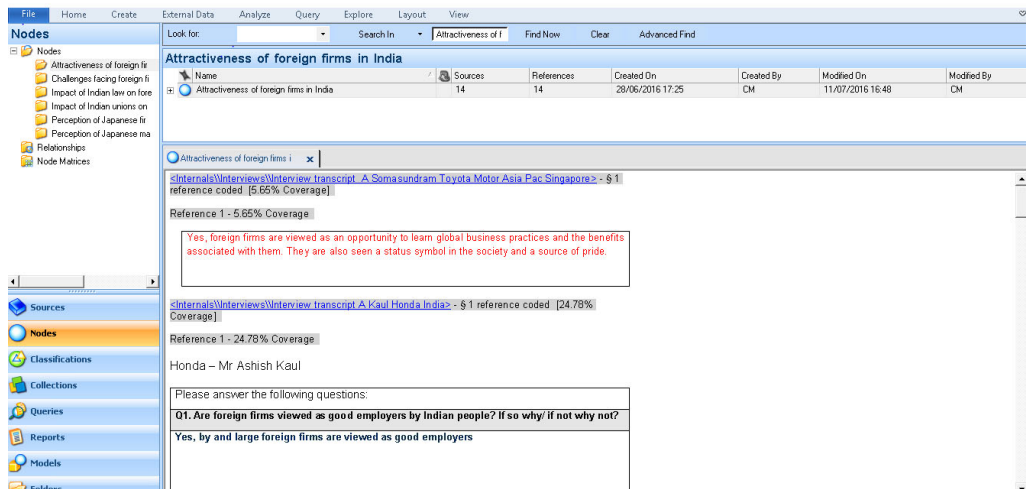 File Home Create External Data Analyze Query Explore Layout View
Nodes
Look for: Search In Attractiveness of f Find Now Clear Advanced Find
Nodes
Attractiveness of foreign fir
Challenges facing foreign fi
Impact of Indian law on fore
Impact of Indian unions on
Perception of Japanese fir
Perception of Japanese ma
Relationships
Node Matrices
Attractiveness of foreign firms in India
Name Sources References Created On Created By Modified On Modified By
Attractiveness of foreign firms in India 14 14 28/06/2016 17:25 CM 11/07/2016 16:48 CM
Attractiveness of foreign firms i x
<Internals\\Interviews\\Interview transcript A Somasundram Toyota Motor Asia Pac Singapore> - § 1
reference coded [5.65% Coverage]
Reference 1 - 5.65% Coverage
Yes, foreign firms are viewed as an opportunity to learn global business practices and the benefits
associated with them. They are also seen a status symbol in the society and a source of pride.
<Internals\\Interviews\\Interview transcript A Kaul Honda India> - § 1 reference coded [24.78%
Coverage]
Reference 1 - 24.78% Coverage
Honda – Mr Ashish Kaul
Please answer the following questions:
Q1. Are foreign firms viewed as good employers by Indian people? If so why/ if not why not?
Yes, by and large foreign firms are viewed as good employers
Sources
Nodes
Classifications
Collections
Queries
Reports
Models
Folders